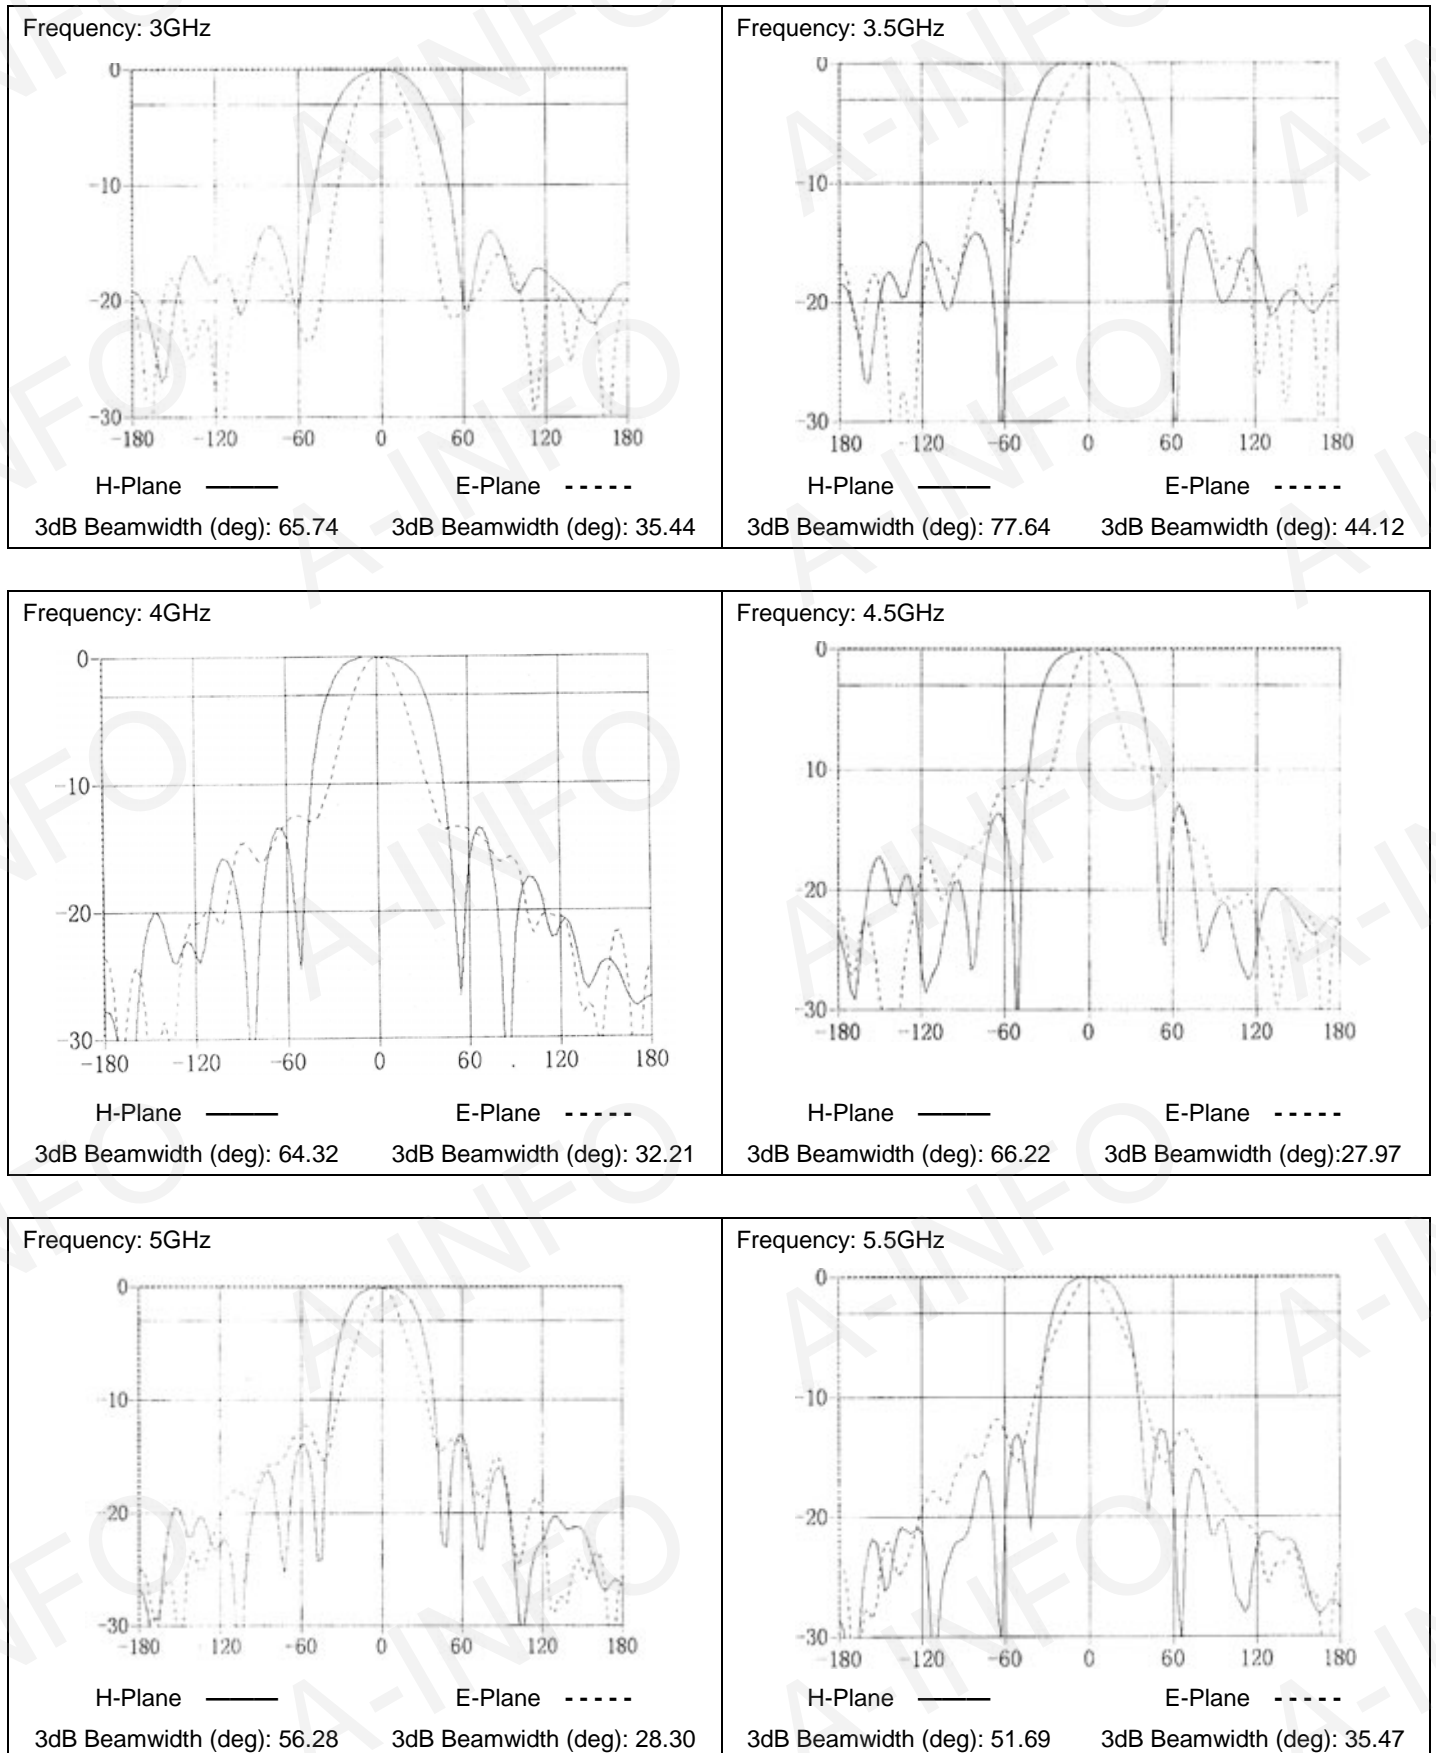 Frequency: 3GHz
0
-10
-20
-30
-180 -120 -60 0 60 120 180
H-Plane E-Plane
3dB Beamwidth (deg): 65.74 3dB Beamwidth (deg): 35.44
Frequency: 3.5GHz
0
-10
-20
-30
180 -120 -60 0 60 120 180
H-Plane E-Plane
3dB Beamwidth (deg): 77.64 3dB Beamwidth (deg): 44.12
Frequency: 4GHz
0
-10
-20
-30
-180 -120 -60 0 60 120 180
H-Plane E-Plane
3dB Beamwidth (deg): 64.32 3dB Beamwidth (deg): 32.21
Frequency: 4.5GHz
0
10
-20
-30
-180 -120 -60 0 60 120 180
H-Plane E-Plane
3dB Beamwidth (deg): 66.22 3dB Beamwidth (deg):27.97
Frequency: 5GHz
0
-10
-20
-30
-180 120 -60 0 60 120 180
H-Plane E-Plane
3dB Beamwidth (deg): 56.28 3dB Beamwidth (deg): 28.30
Frequency: 5.5GHz
0
-10
-20
-30
-180 -120 -60 0 60 120 180
H-Plane E-Plane
3dB Beamwidth (deg): 51.69 3dB Beamwidth (deg): 35.47
A-INFO